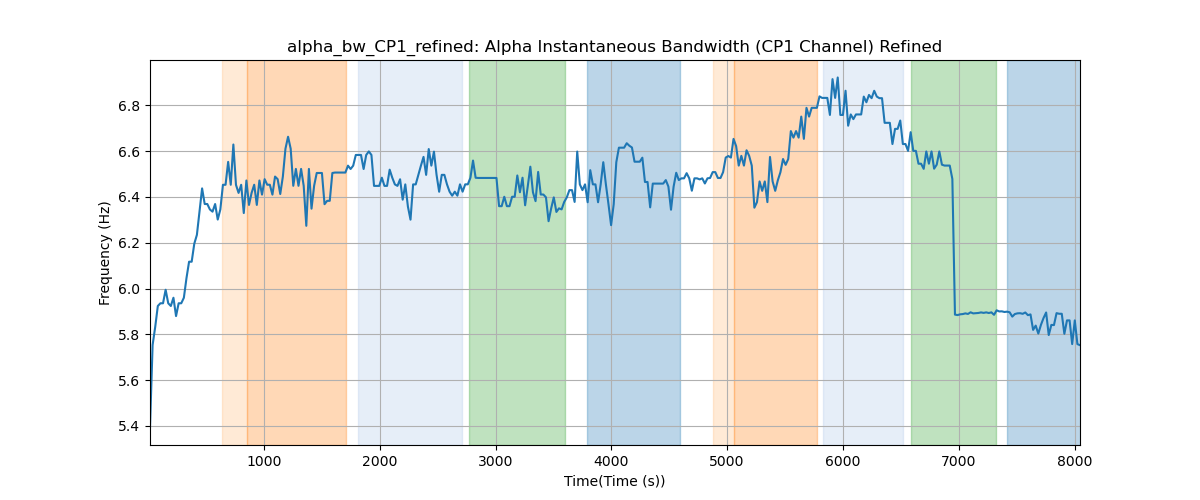 alpha_bw_CP1_refined: Alpha Instantaneous Bandwidth (CP1 Channel) Refined
Frequency (Hz)
6.8
6.6
6.4
6.2
6.0
5.8
5.6
5.4
1000 2000 3000 4000 5000 6000 7000 8000
Time(Time (s))